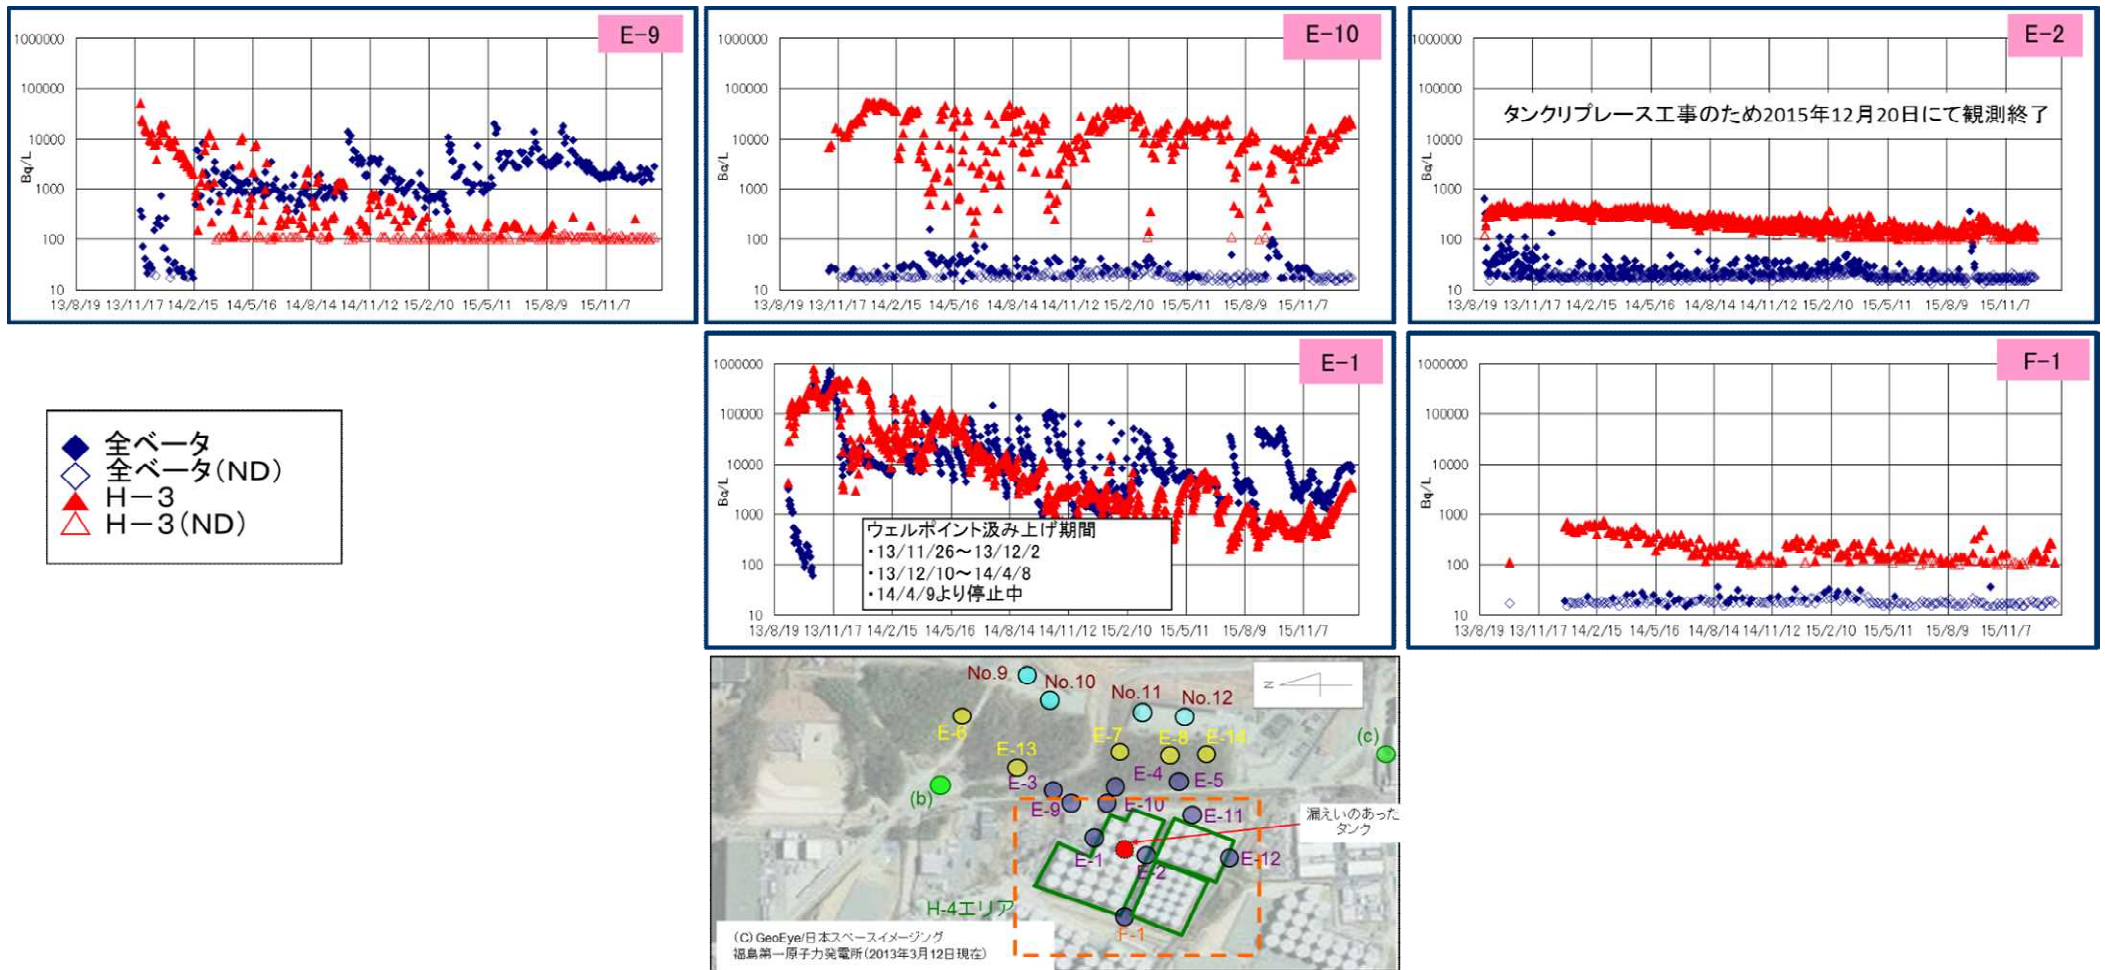 E-9
1000000
100000
10000
1000
100
10
Bq/L
13/8/19 13/11/17 14/2/15 14/5/16 14/8/14 14/11/12 15/2/10 15/5/11 15/8/9 15/11/7
E-10
1000000
100000
10000
1000
100
10
Bq/L
13/8/19 13/11/17 14/2/15 14/5/16 14/8/14 14/11/12 15/2/10 15/5/11 15/8/9 15/11/7
E-2
1000000
100000
10000
1000
100
10
Bq/L
タンクリプレース工事のため2015年12月20日にて観測終了
13/8/19 13/11/17 14/2/15 14/5/16 14/8/14 14/11/12 15/2/10 15/5/11 15/8/9 15/11/7
全ベータ
全ベータ(ND)
H-3
H-3(ND)
E-1
1000000
100000
10000
1000
100
10
Bq/L
ウェルポイント汲み上げ期間
・13/11/26~13/12/2
・13/12/10~14/4/8
・14/4/9より停止中
13/8/19 13/11/17 14/2/15 14/5/16 14/8/14 14/11/12 15/2/10 15/5/11 15/8/9 15/11/7
F-1
1000000
100000
10000
1000
100
10
Bq/L
13/8/19 13/11/17 14/2/15 14/5/16 14/8/14 14/11/12 15/2/10 15/5/11 15/8/9 15/11/7
No.9
No.10
No.11
No.12
N
E-6
E-13
E-7
E-8
E-14
(c)
E-3
E-4
E-5
(b)
E-9
E-10
E-11
漏えいのあった
タンク
E-1
E-2
E-12
H-4エリア
F-1
(C) GeoEye/日本スペースイメージング
福島第一原子力発電所(2013年3月12日現在)